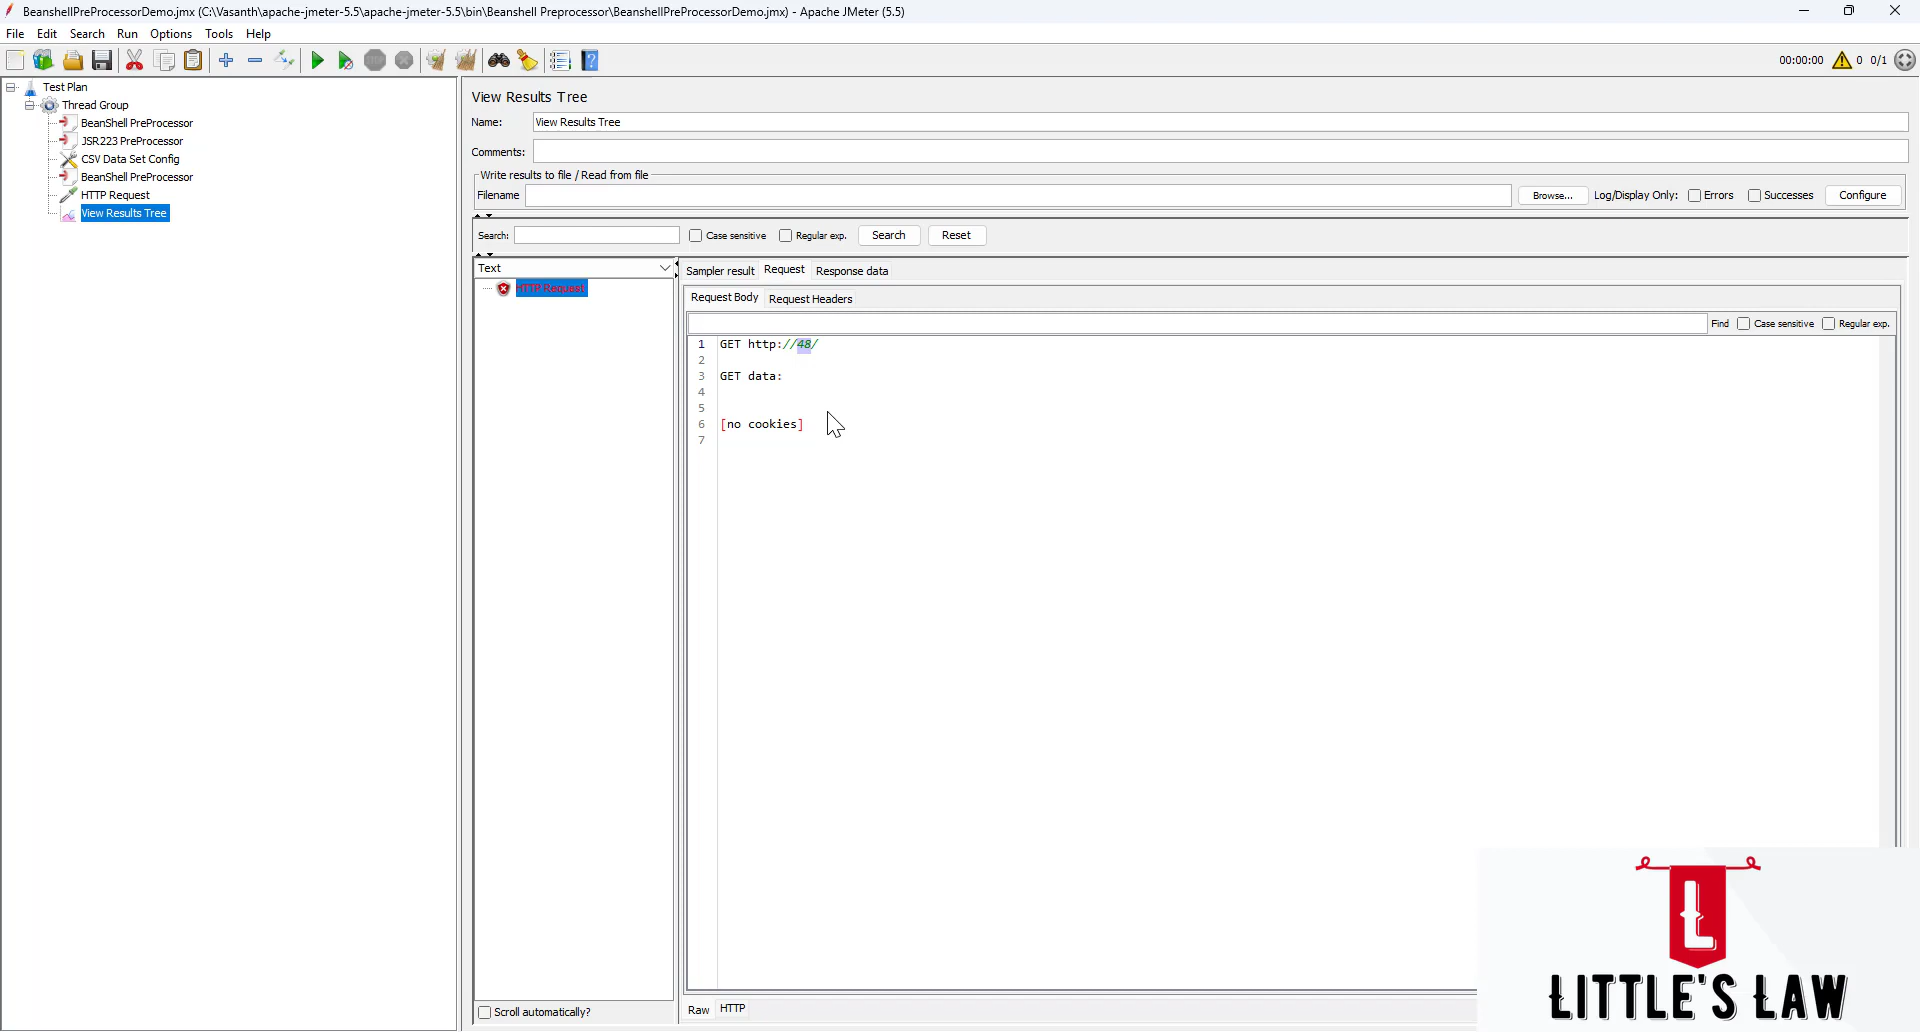 BeanshellPreProcessorDemo.jmx (C:\Vasanth\apache-jmeter-5.5\apache-jmeter-5.5\bin\Beanshell Preprocessor\BeanshellPreProcessorDemo.jmx) - Apache JMeter (5.5)
File Edit Search Run Options Tools Help
00:00:00 0 0/1
Test Plan
Thread Group
BeanShell PreProcessor
JSR223 PreProcessor
CSV Data Set Config
BeanShell PreProcessor
HTTP Request
View Results Tree
View Results Tree
Name: View Results Tree
Comments:
Write results to file / Read from file
Filename Browse... Log/Display Only: Errors Successes Configure
Search: Case sensitive Regular exp. Search Reset
Text
HTTP Request
Sampler result Request Response data
Request Body Request Headers
Find Case sensitive Regular exp.
1 GET http://48/
2
3 GET data:
4
5
6 [no cookies]
7
Scroll automatically?
Raw HTTP
L
LITTLE'S LAW